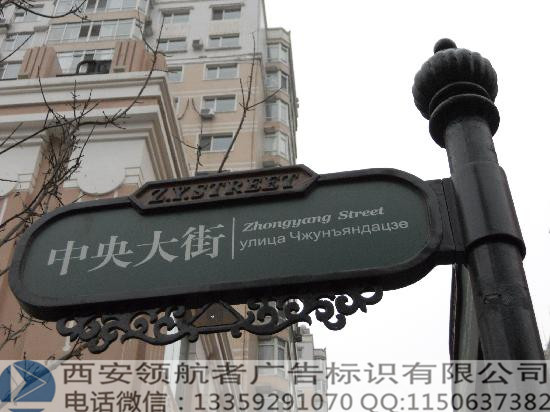 Z.Y.STREET
中央大街
Zhongyang Street
улица Чжунъяндацзе
西安领航者广告标识有限公司
电话微信：13359291070 QQ:1150637382